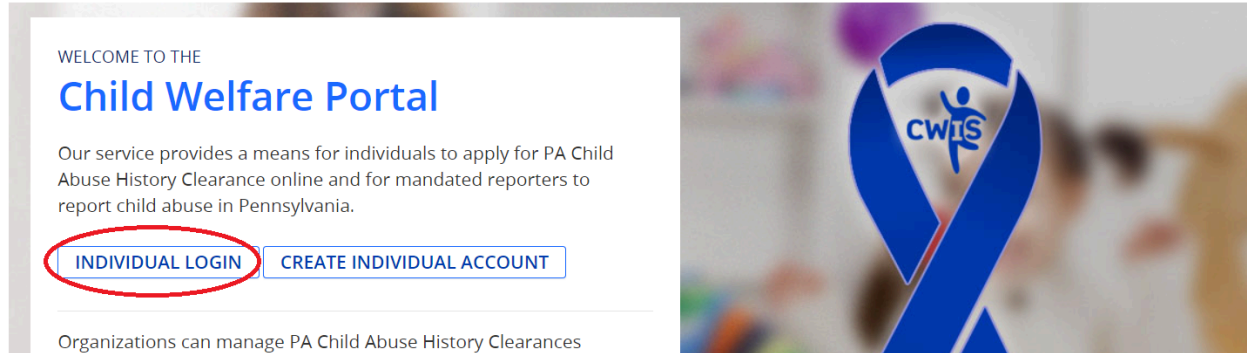 WELCOME TO THE
Child Welfare Portal
Our service provides a means for individuals to apply for PA Child
Abuse History Clearance online and for mandated reporters to
report child abuse in Pennsylvania.
INDIVIDUAL LOGIN CREATE INDIVIDUAL ACCOUNT
Organizations can manage PA Child Abuse History Clearances
CWIS